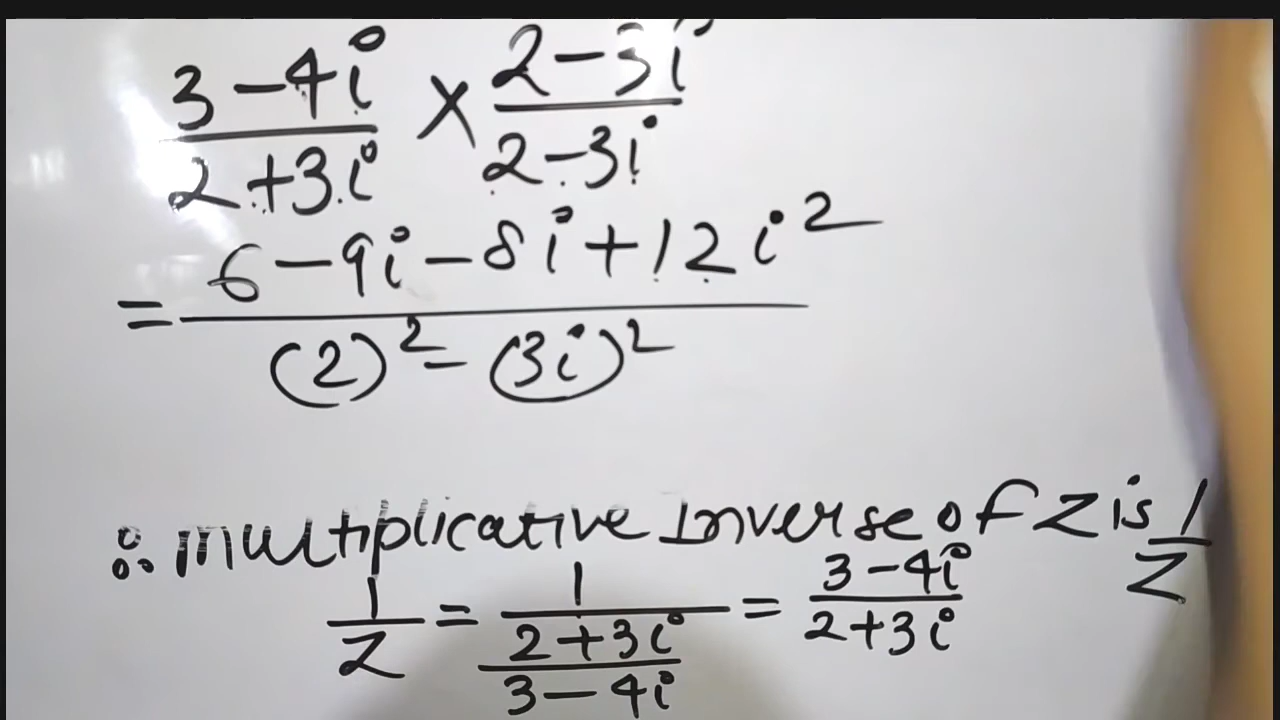 3-4i/2+3i × 2-3i/2-3i
= 6-9i-8i+12i²/(2)²-(3i)²
∴ multiplicative Inverse of Z is 1/Z
1/Z = 1/(2+3i/3-4i) = 3-4i/2+3i